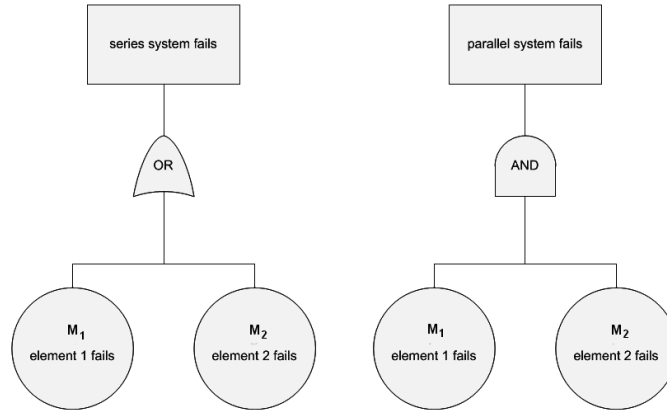 series system fails
OR
M1
element 1 fails
M2
element 2 fails
parallel system fails
AND
M1
element 1 fails
M2
element 2 fails